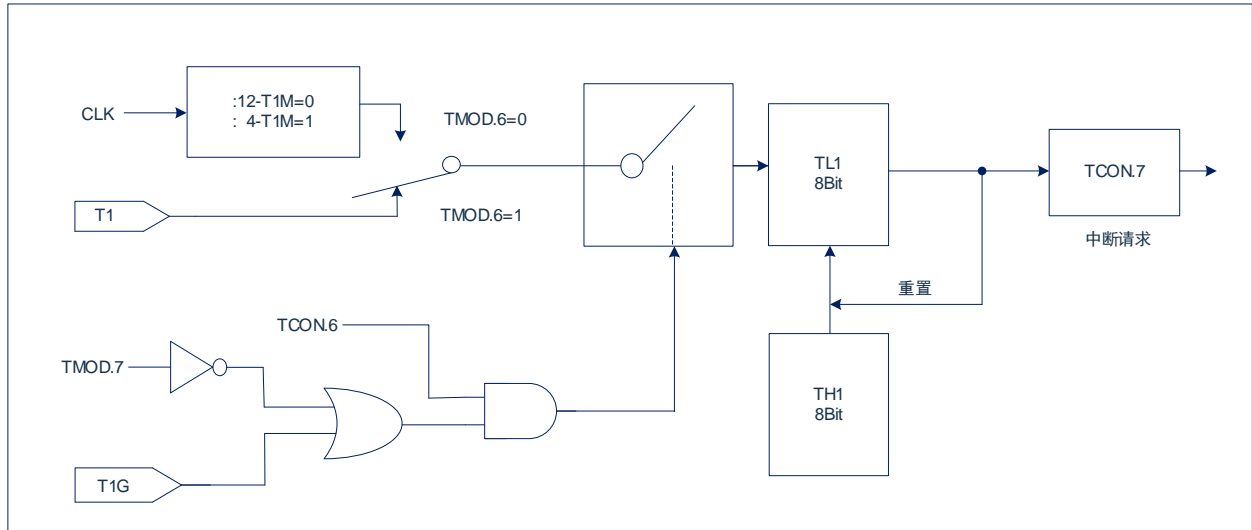 CLK
:12-T1M=0
: 4-T1M=1
TMOD.6=0
T1
TMOD.6=1
TL1
8Bit
TCON.7
中断请求
重置
TCON.6
TMOD.7
T1G
TH1
8Bit